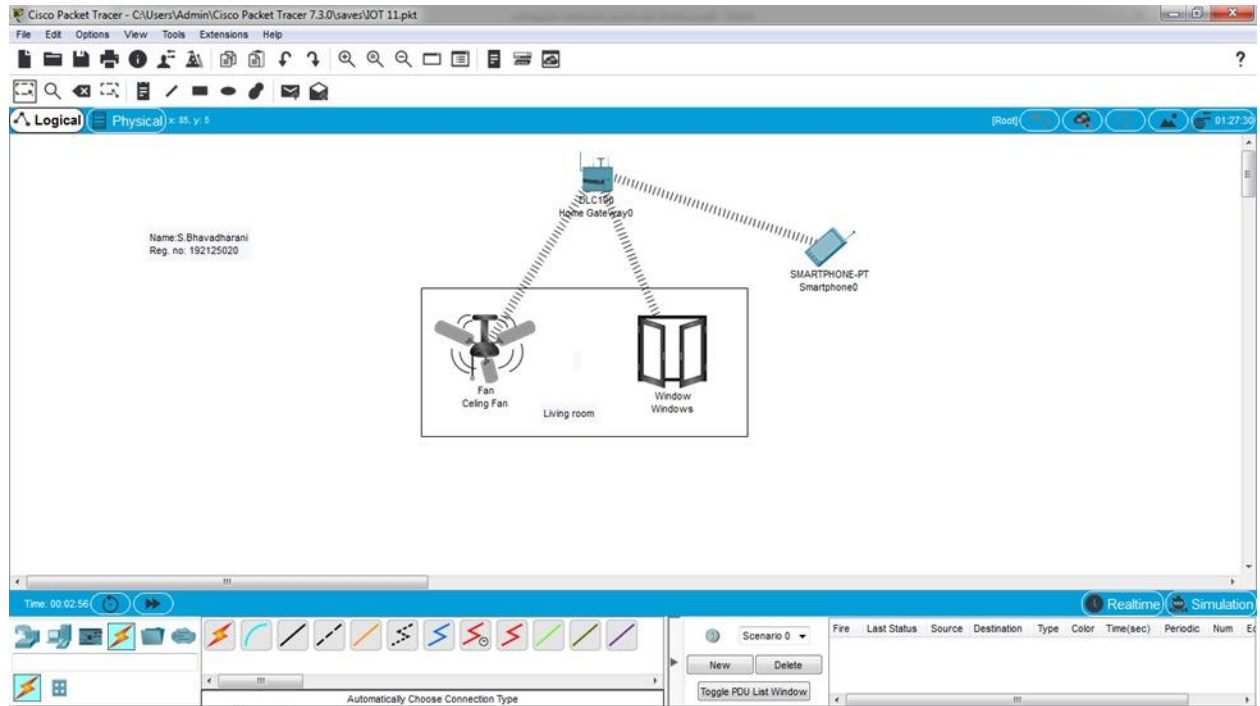 Cisco Packet Tracer - C:\Users\Admin\Cisco Packet Tracer 7.3.0\saves\IOT 11.pkt
File Edit Options View Tools Extensions Help
?
Logical Physical x: 85, y: 5 [Root] 01:27:30
DLC100
Home Gateway0
Name:S.Bhavadharani
Reg. no: 192125020
SMARTPHONE-PT
Smartphone0
Fan
Celing Fan
Living room
Window
Windows
Time: 00:02:56 Realtime Simulation
Scenario 0
New Delete
Toggle PDU List Window
Fire Last Status Source Destination Type Color Time(sec) Periodic Num Ed
Automatically Choose Connection Type